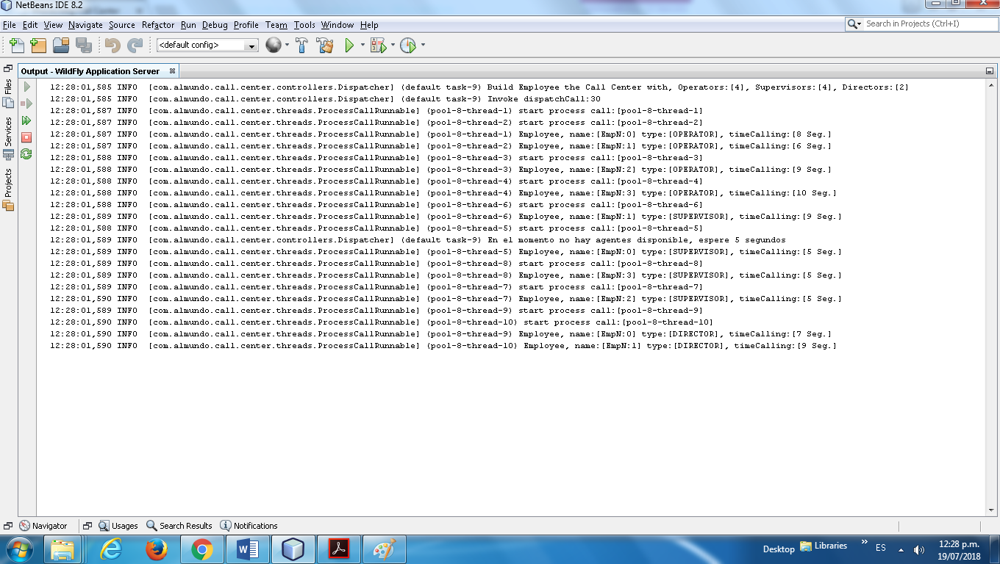 NetBeans IDE 8.2
File Edit View Navigate Source Refactor Run Debug Profile Team Tools Window Help
Search in Projects (Ctrl+I)
<default config>
Output - WildFly Application Server
Files
Services
Projects
12:28:01,585 INFO [com.almundo.call.center.controllers.Dispatcher] (default task-9) Build Employee the Call Center with, Operators:[4], Supervisors:[4], Directors:[2]
12:28:01,585 INFO [com.almundo.call.center.controllers.Dispatcher] (default task-9) Invoke dispatchCall:30
12:28:01,587 INFO [com.almundo.call.center.threads.ProcessCallRunnable] (pool-8-thread-1) start process call:[pool-8-thread-1]
12:28:01,587 INFO [com.almundo.call.center.threads.ProcessCallRunnable] (pool-8-thread-2) start process call:[pool-8-thread-2]
12:28:01,587 INFO [com.almundo.call.center.threads.ProcessCallRunnable] (pool-8-thread-1) Employee, name:[EmpN:0] type:[OPERATOR], timeCalling:[8 Seg.]
12:28:01,587 INFO [com.almundo.call.center.threads.ProcessCallRunnable] (pool-8-thread-2) Employee, name:[EmpN:1] type:[OPERATOR], timeCalling:[6 Seg.]
12:28:01,588 INFO [com.almundo.call.center.threads.ProcessCallRunnable] (pool-8-thread-3) start process call:[pool-8-thread-3]
12:28:01,588 INFO [com.almundo.call.center.threads.ProcessCallRunnable] (pool-8-thread-3) Employee, name:[EmpN:2] type:[OPERATOR], timeCalling:[9 Seg.]
12:28:01,588 INFO [com.almundo.call.center.threads.ProcessCallRunnable] (pool-8-thread-4) start process call:[pool-8-thread-4]
12:28:01,588 INFO [com.almundo.call.center.threads.ProcessCallRunnable] (pool-8-thread-4) Employee, name:[EmpN:3] type:[OPERATOR], timeCalling:[10 Seg.]
12:28:01,588 INFO [com.almundo.call.center.threads.ProcessCallRunnable] (pool-8-thread-6) start process call:[pool-8-thread-6]
12:28:01,589 INFO [com.almundo.call.center.threads.ProcessCallRunnable] (pool-8-thread-6) Employee, name:[EmpN:1] type:[SUPERVISOR], timeCalling:[9 Seg.]
12:28:01,588 INFO [com.almundo.call.center.threads.ProcessCallRunnable] (pool-8-thread-5) start process call:[pool-8-thread-5]
12:28:01,589 INFO [com.almundo.call.center.controllers.Dispatcher] (default task-9) En el momento no hay agentes disponible, espere 5 segundos
12:28:01,589 INFO [com.almundo.call.center.threads.ProcessCallRunnable] (pool-8-thread-5) Employee, name:[EmpN:0] type:[SUPERVISOR], timeCalling:[5 Seg.]
12:28:01,589 INFO [com.almundo.call.center.threads.ProcessCallRunnable] (pool-8-thread-8) start process call:[pool-8-thread-8]
12:28:01,589 INFO [com.almundo.call.center.threads.ProcessCallRunnable] (pool-8-thread-8) Employee, name:[EmpN:3] type:[SUPERVISOR], timeCalling:[5 Seg.]
12:28:01,589 INFO [com.almundo.call.center.threads.ProcessCallRunnable] (pool-8-thread-7) start process call:[pool-8-thread-7]
12:28:01,590 INFO [com.almundo.call.center.threads.ProcessCallRunnable] (pool-8-thread-7) Employee, name:[EmpN:2] type:[SUPERVISOR], timeCalling:[5 Seg.]
12:28:01,589 INFO [com.almundo.call.center.threads.ProcessCallRunnable] (pool-8-thread-9) start process call:[pool-8-thread-9]
12:28:01,590 INFO [com.almundo.call.center.threads.ProcessCallRunnable] (pool-8-thread-10) start process call:[pool-8-thread-10]
12:28:01,590 INFO [com.almundo.call.center.threads.ProcessCallRunnable] (pool-8-thread-9) Employee, name:[EmpN:0] type:[DIRECTOR], timeCalling:[7 Seg.]
12:28:01,590 INFO [com.almundo.call.center.threads.ProcessCallRunnable] (pool-8-thread-10) Employee, name:[EmpN:1] type:[DIRECTOR], timeCalling:[9 Seg.]
Navigator Usages Search Results Notifications
Desktop Libraries » ES 12:28 p.m.
19/07/2018